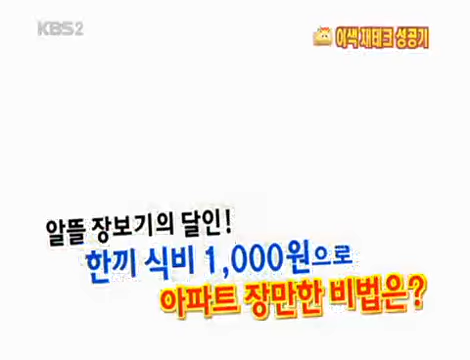 KBS2
이색 재테크 성공기
알뜰 장보기의 달인!
한끼 식비 1,000원으로
아파트 장만한 비법은?